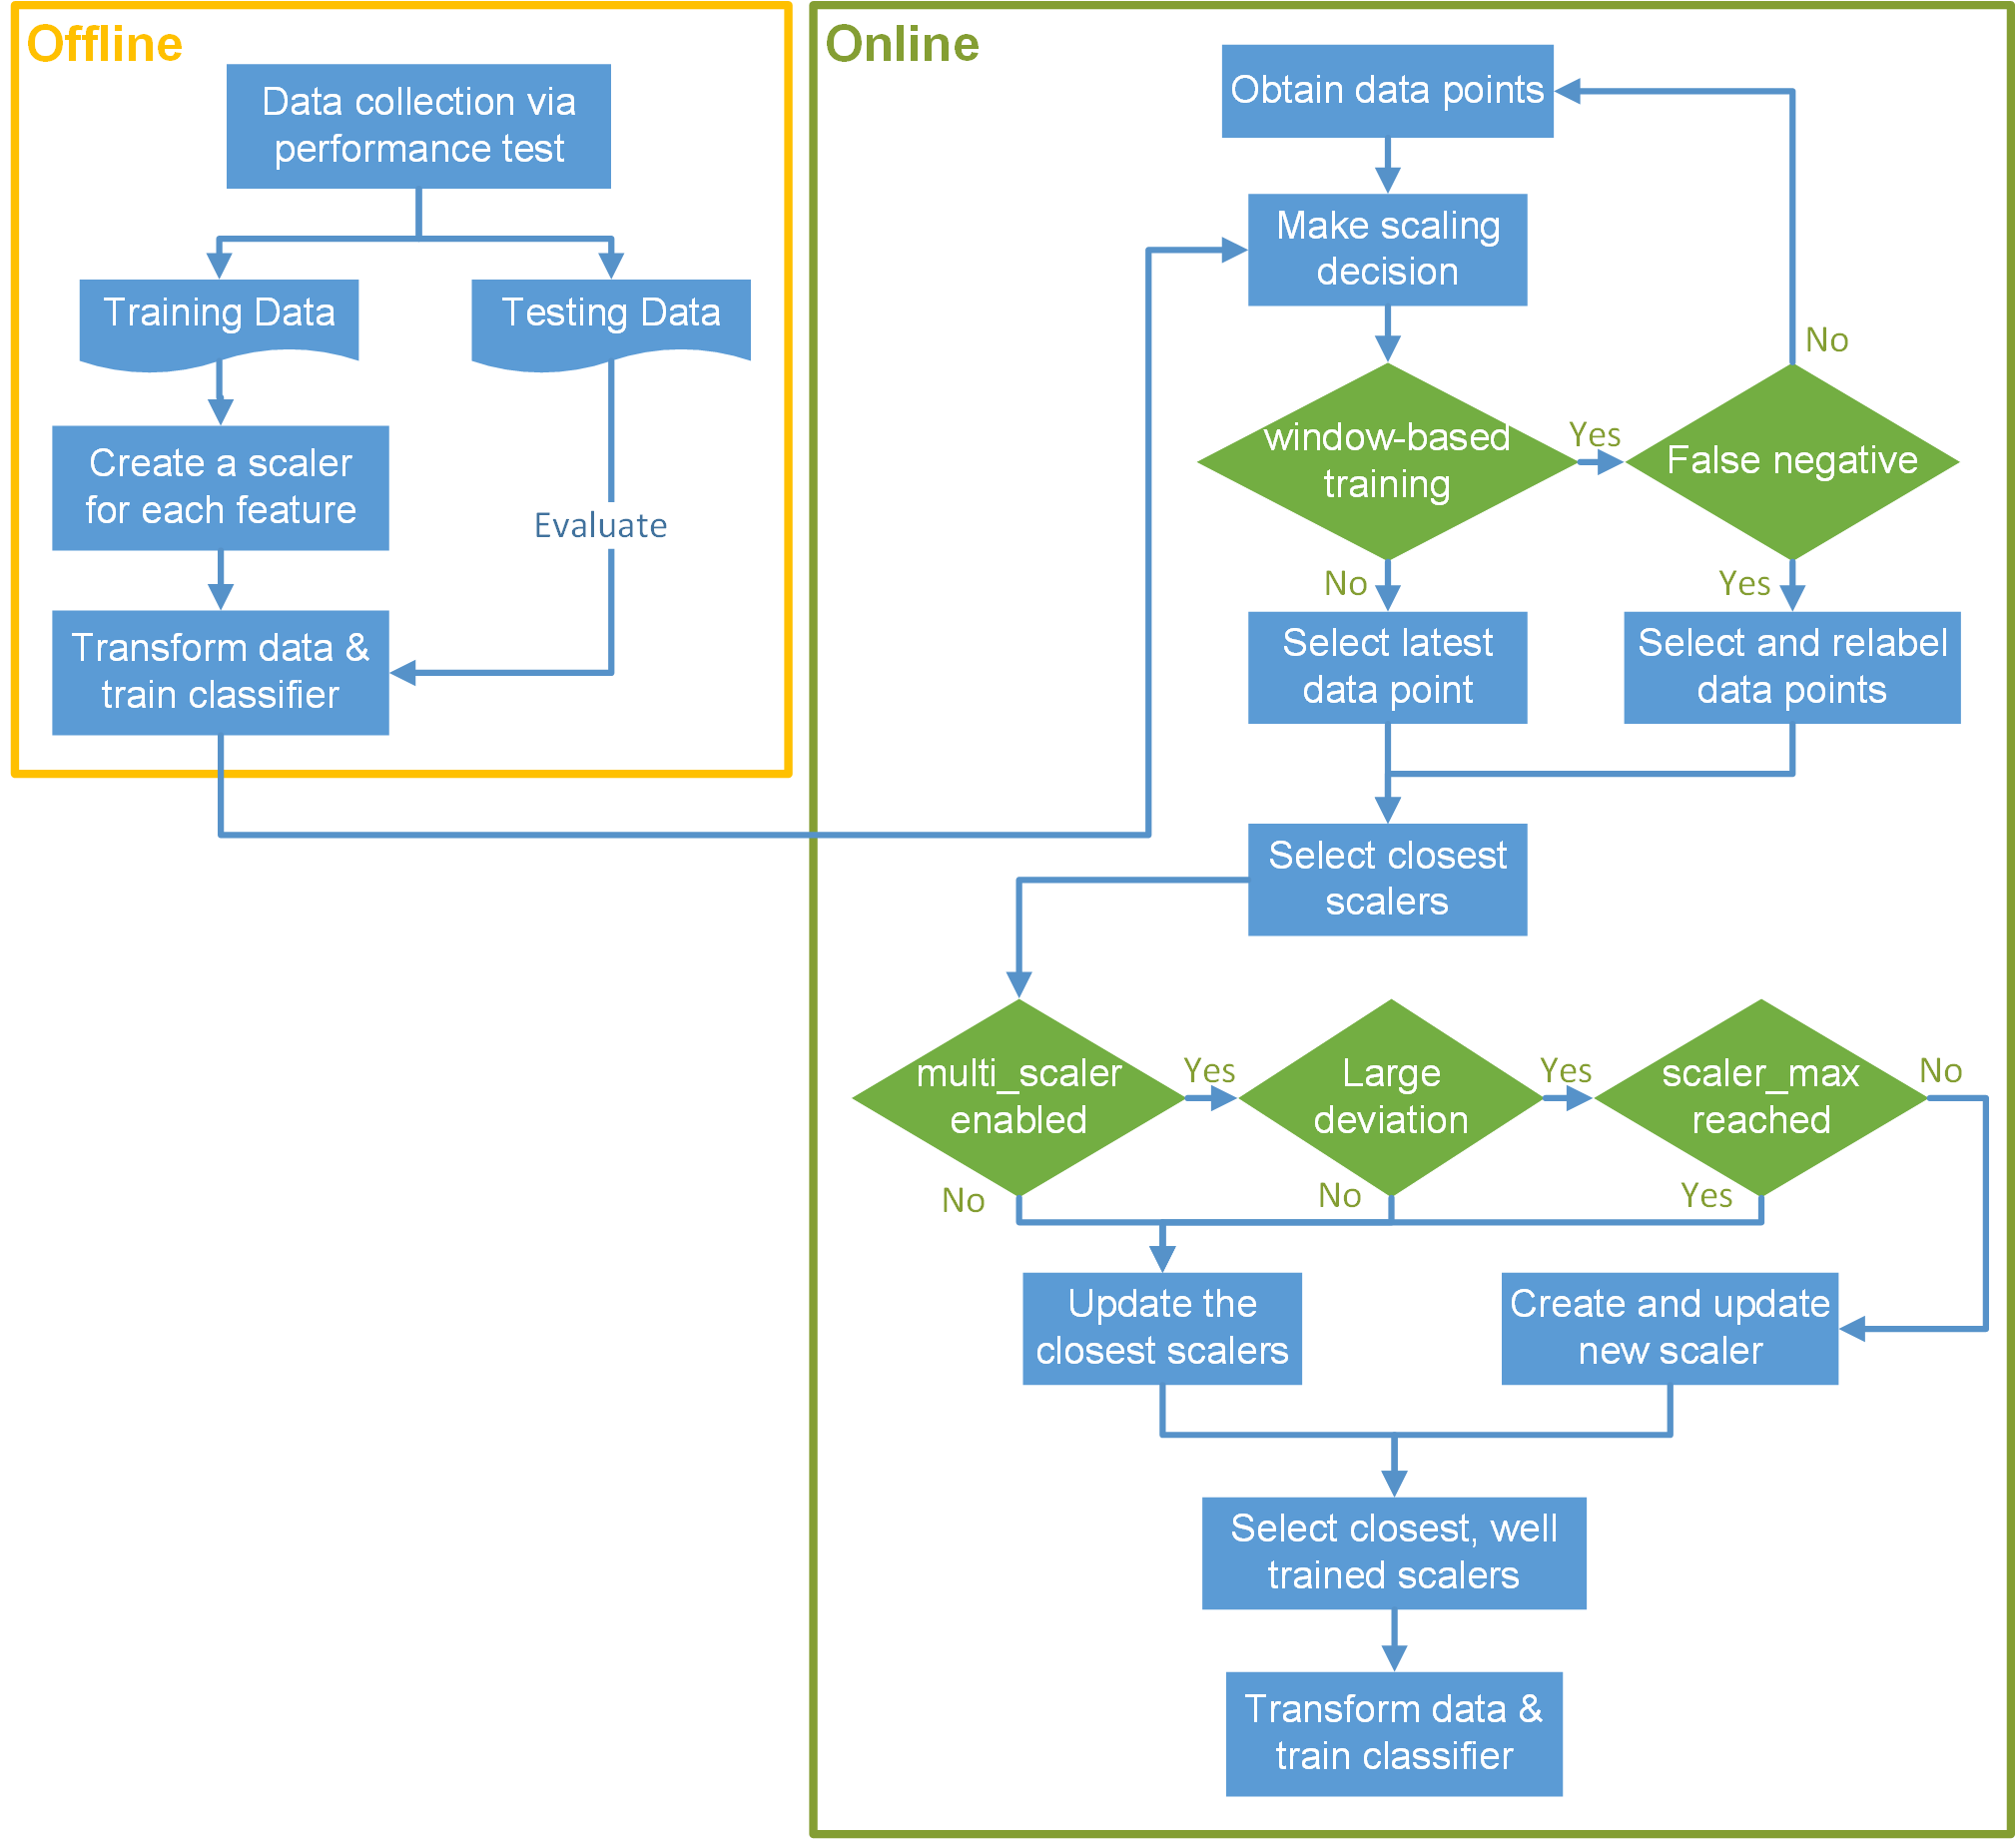 Offline
Data collection via
performance test
Training Data
Testing Data
Create a scaler
for each feature
Evaluate
Transform data &
train classifier
Online
Obtain data points
Make scaling
decision
window-based
training
Yes
False negative
No
No
Yes
Select latest
data point
Select and relabel
data points
Select closest
scalers
multi_scaler
enabled
Yes
Large
deviation
Yes
scaler_max
reached
No
No
No
Yes
Update the
closest scalers
Create and update
new scaler
Select closest, well
trained scalers
Transform data &
train classifier